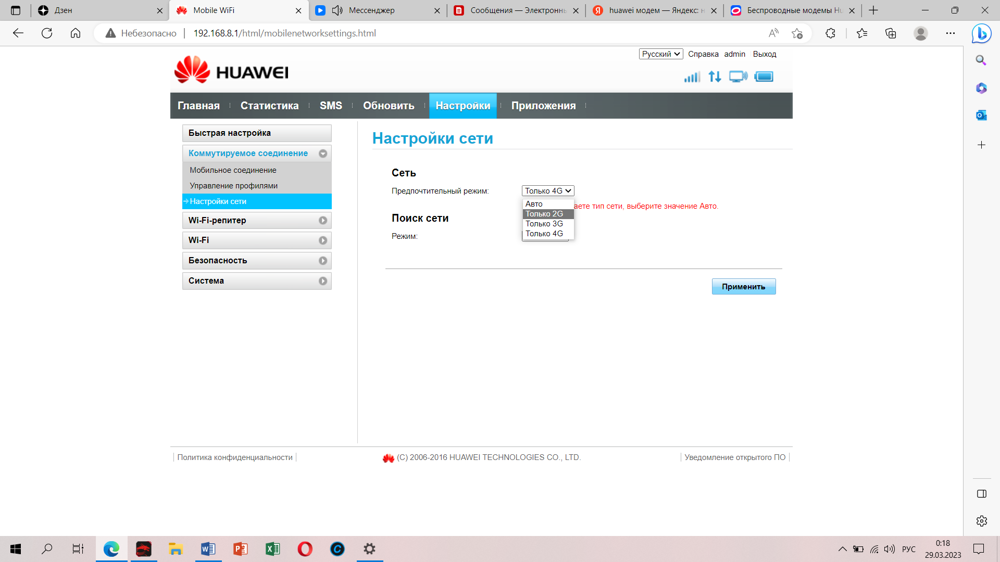 Дзен
Mobile WiFi
Мессенджер
Сообщения — Электронн
huawei модем — Яндекс: н
Беспроводные модемы Hu
Небезопасно
192.168.8.1/html/mobilenetworksettings.html
Русский
Справка
admin
Выход
HUAWEI
Главная
Статистика
SMS
Обновить
Настройки
Приложения
Быстрая настройка
Коммутируемое соединение
Мобильное соединение
Управление профилями
Настройки сети
Wi-Fi-репитер
Wi-Fi
Безопасность
Система
Настройки сети
Сеть
Предпочтительный режим:
Только 4G
Авто
Только 2G
Только 3G
Только 4G
аете тип сети, выберите значение Авто.
Поиск сети
Режим:
Применить
Политика конфиденциальности
(C) 2006-2016 HUAWEI TECHNOLOGIES CO., LTD.
Уведомление открытого ПО
РУС
0:18
29.03.2023